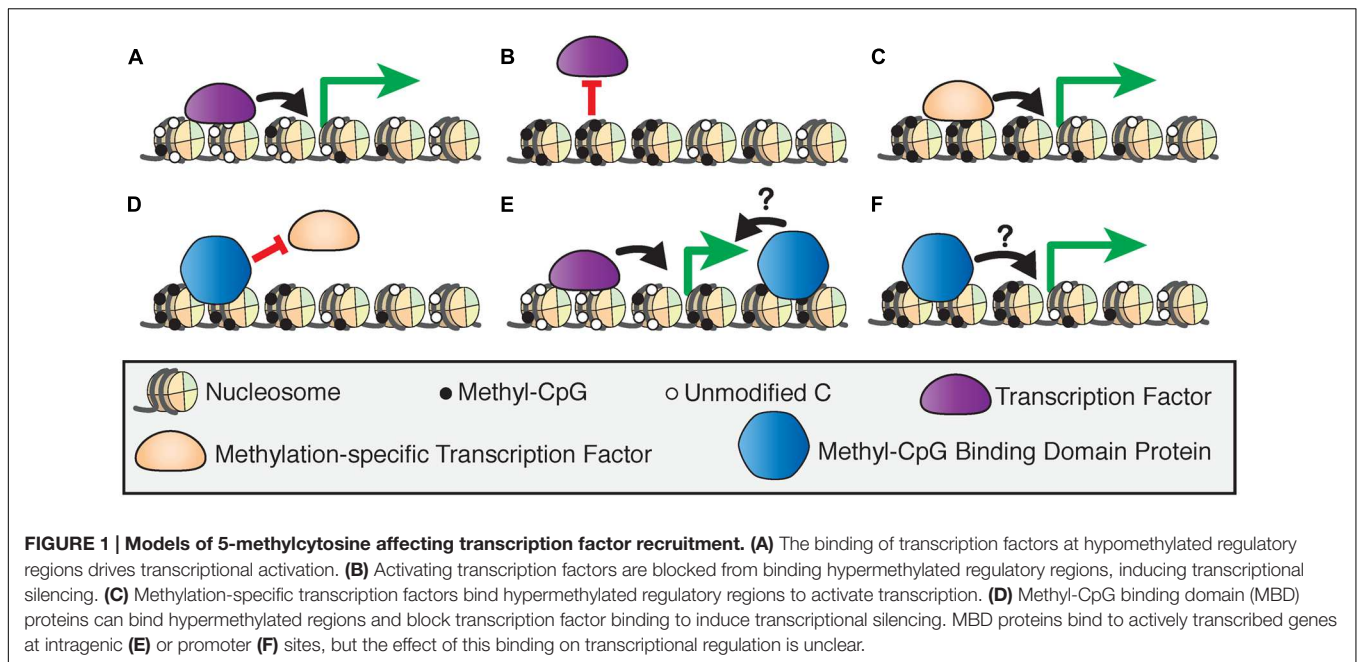 A
B
C
D
E
?
F
?
Nucleosome
Methyl-CpG
Unmodified C
Transcription Factor
Methylation-specific Transcription Factor
Methyl-CpG Binding Domain Protein
FIGURE 1 | Models of 5-methylcytosine affecting transcription factor recruitment. (A) The binding of transcription factors at hypomethylated regulatory
regions drives transcriptional activation. (B) Activating transcription factors are blocked from binding hypermethylated regulatory regions, inducing transcriptional
silencing. (C) Methylation-specific transcription factors bind hypermethylated regulatory regions to activate transcription. (D) Methyl-CpG binding domain (MBD)
proteins can bind hypermethylated regions and block transcription factor binding to induce transcriptional silencing. MBD proteins bind to actively transcribed genes
at intragenic (E) or promoter (F) sites, but the effect of this binding on transcriptional regulation is unclear.